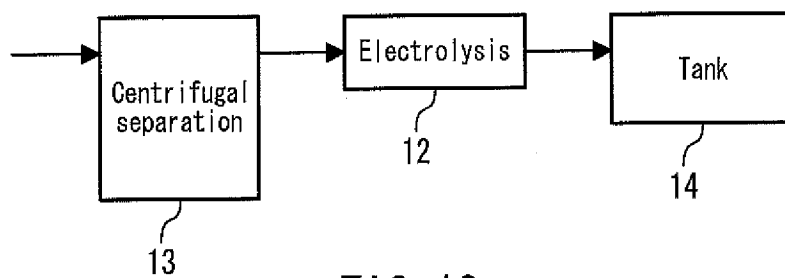 Centrifugal
separation
Electrolysis
Tank
12
14
13